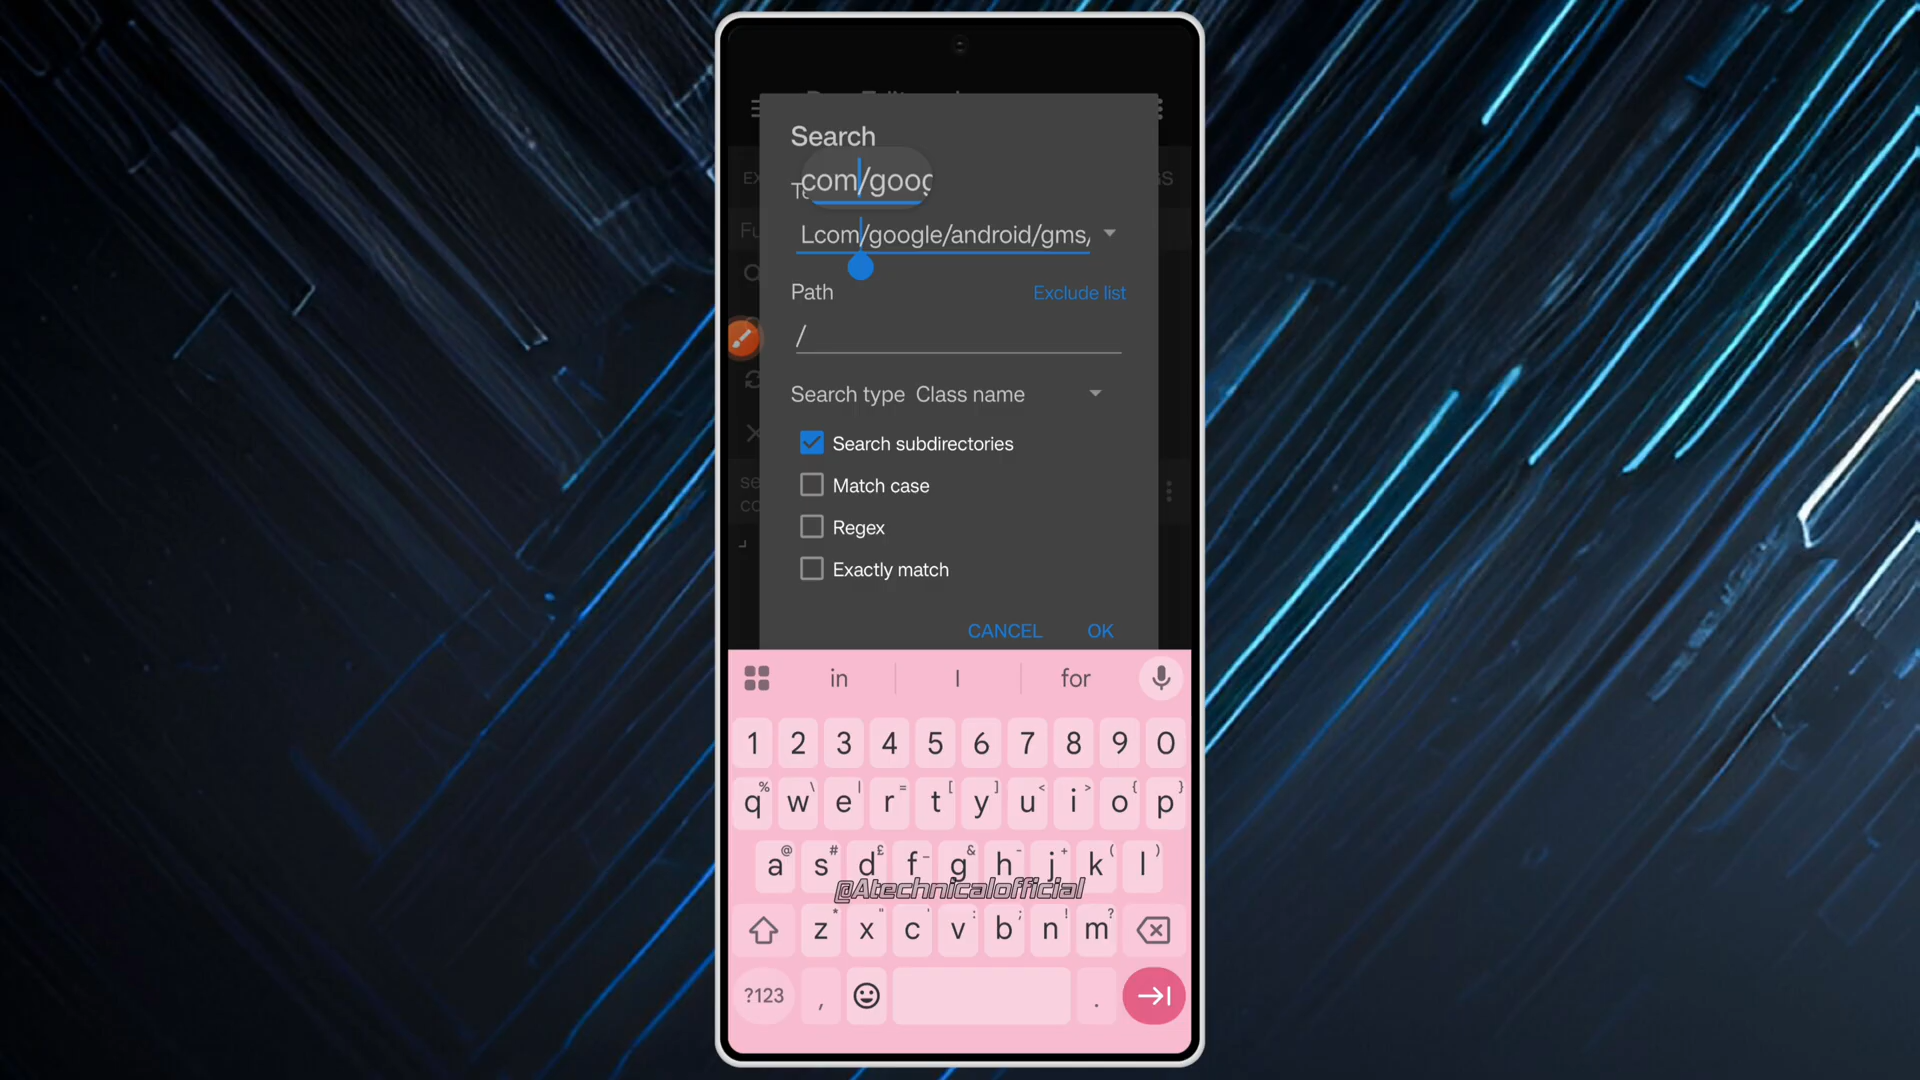 Search
com/goog
Lcom/google/android/gms/
Path
Exclude list
/
Search type Class name
Search subdirectories
Match case
Regex
Exactly match
CANCEL OK
in I for
1 2 3 4 5 6 7 8 9 0
q w e r t y u i o p
% \ | = [ ] < > { }
a s d f g h j k l
@ # £ _ & - + ( )
@Atechnicalofficial
z x c v b n m
* " ' : ; ! ?
?123 , .